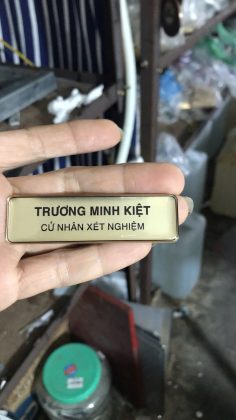 TRƯƠNG MINH KIỆT
CỬ NHÂN XÉT NGHIỆM